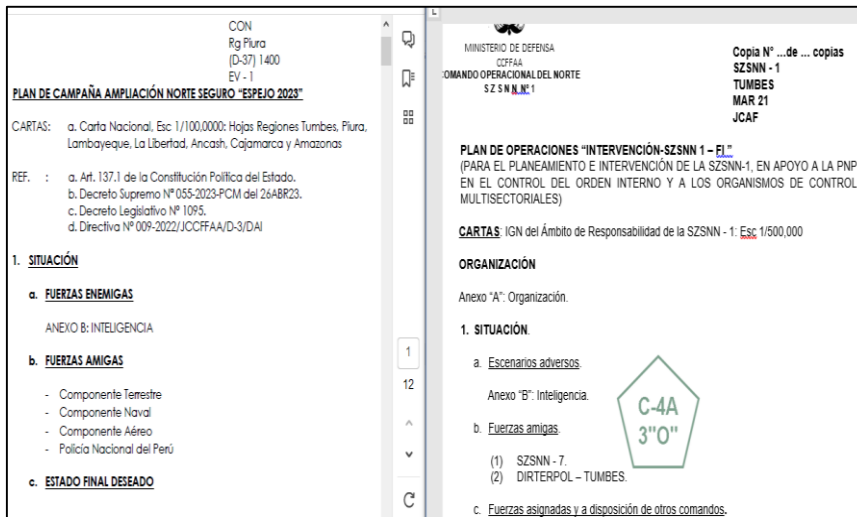 CON
Rg Piura
(D-37) 1400
EV - 1
PLAN DE CAMPAÑA AMPLIACIÓN NORTE SEGURO “ESPEJO 2023”
CARTAS: a. Carta Nacional, Esc 1/100,0000: Hojas Regiones Tumbes, Piura,
Lambayeque, La Libertad, Ancash, Cajamarca y Amazonas
REF. : a. Art. 137.1 de la Constitución Política del Estado.
b. Decreto Supremo N° 055-2023-PCM del 26ABR23.
c. Decreto Legislativo N° 1095.
d. Directiva N° 009-2022/JCCFFAA/D-3/DAI
1. SITUACIÓN
a. FUERZAS ENEMIGAS
ANEXO B: INTELIGENCIA
b. FUERZAS AMIGAS
- Componente Terrestre
- Componente Naval
- Componente Aéreo
- Policía Nacional del Perú
c. ESTADO FINAL DESEADO
1
12
L
MINISTERIO DE DEFENSA
CCFFAA
COMANDO OPERACIONAL DEL NORTE
S Z S N N N° 1
Copia N° ...de ... copias
SZSNN - 1
TUMBES
MAR 21
JCAF
PLAN DE OPERACIONES “INTERVENCIÓN-SZSNN 1 – FI.”
(PARA EL PLANEAMIENTO E INTERVENCIÓN DE LA SZSNN-1, EN APOYO A LA PNP
EN EL CONTROL DEL ORDEN INTERNO Y A LOS ORGANISMOS DE CONTROL
MULTISECTORIALES)
CARTAS: IGN del Ámbito de Responsabilidad de la SZSNN - 1: Esc 1/500,000
ORGANIZACIÓN
Anexo “A”: Organización.
1. SITUACIÓN.
a. Escenarios adversos.
Anexo “B”: Inteligencia.
b. Fuerzas amigas.
(1) SZSNN - 7.
(2) DIRTERPOL – TUMBES.
c. Fuerzas asignadas y a disposición de otros comandos.
C-4A
3"O"